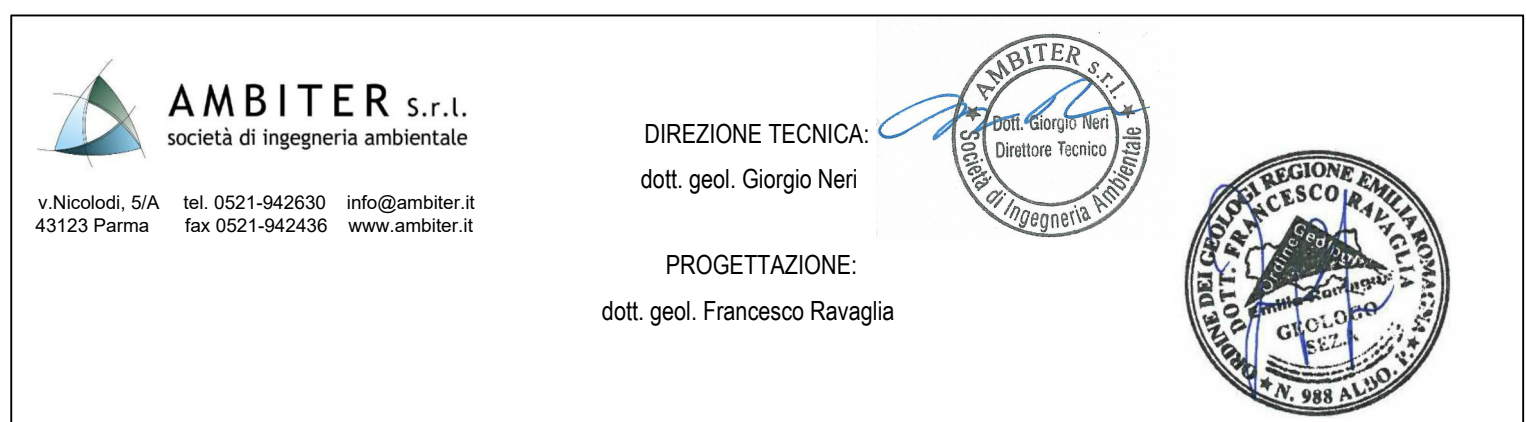 AMBITER S.r.l.
società di ingegneria ambientale
v.Nicolodi, 5/A tel. 0521-942630 info@ambiter.it
43123 Parma fax 0521-942436 www.ambiter.it
DIREZIONE TECNICA:
dott. geol. Giorgio Neri
AMBITER s.r.l.
Dott. Giorgio Neri
Direttore Tecnico
Società di Ingegneria Ambientale
PROGETTAZIONE:
dott. geol. Francesco Ravaglia
ORDINE DEI GEOLOGI REGIONE EMILIA ROMAGNA
DOTT. FRANCESCO RAVAGLIA
Emilia-Romagna
GEOLOGO
SEZ.A
N. 988 ALBO. P.